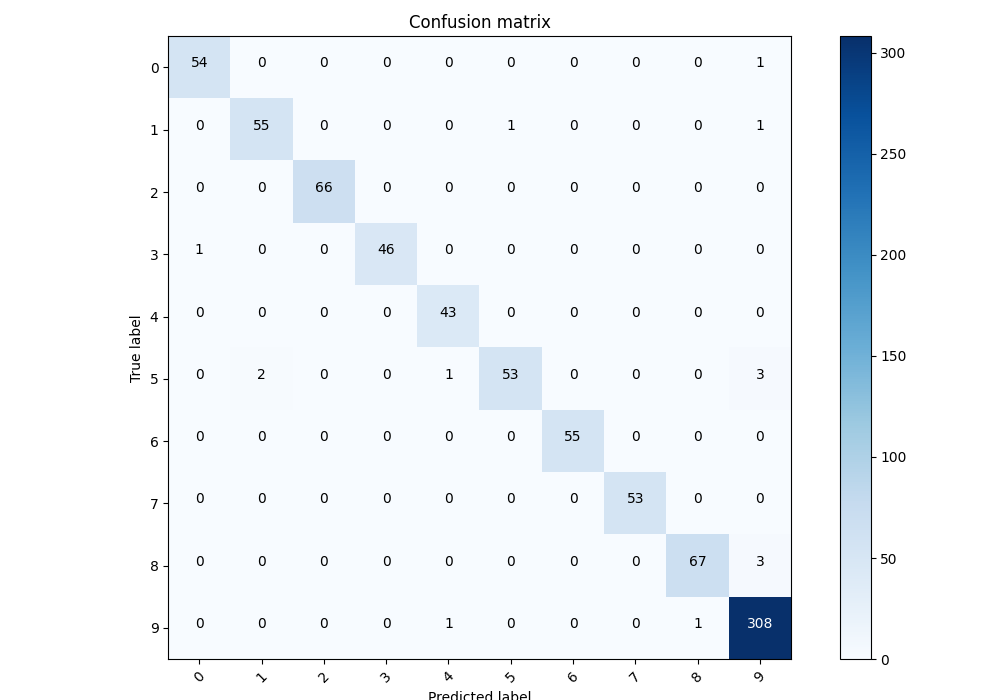 Confusion matrix
0 54 0 0 0 0 0 0 0 0 1
1 0 55 0 0 0 1 0 0 0 1
2 0 0 66 0 0 0 0 0 0 0
3 1 0 0 46 0 0 0 0 0 0
4 0 0 0 0 43 0 0 0 0 0
5 0 2 0 0 1 53 0 0 0 3
6 0 0 0 0 0 0 55 0 0 0
7 0 0 0 0 0 0 0 53 0 0
8 0 0 0 0 0 0 0 0 67 3
9 0 0 0 0 1 0 0 0 1 308
0 1 2 3 4 5 6 7 8 9
True label
Predicted label
300
250
200
150
100
50
0